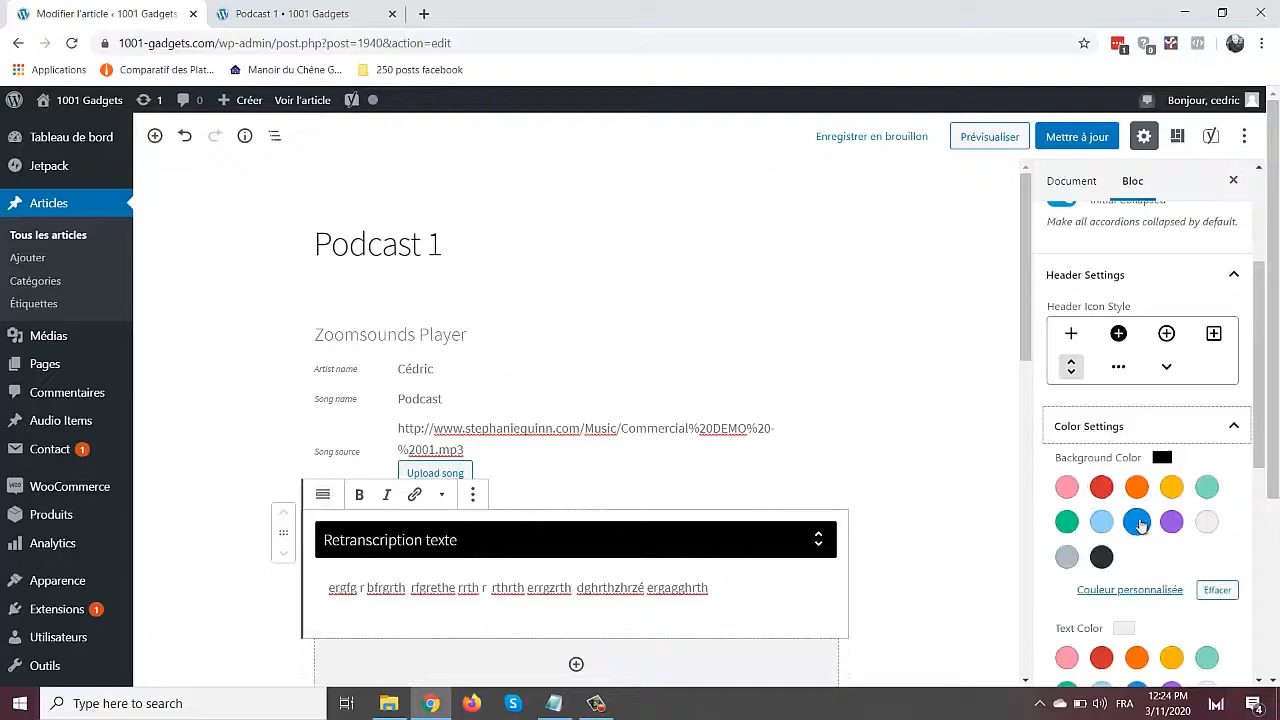 Modifier l'article ‹ 1001 Gadgets
Podcast 1 • 1001 Gadgets
1001-gadgets.com/wp-admin/post.php?post=1940&action=edit
1
0
Applications
Comparatif des Plat...
Manoir du Chêne G...
250 posts facebook
1001 Gadgets
1
0
Créer
Voir l'article
Bonjour, cedric
Tableau de bord
Jetpack
Articles
Tous les articles
Ajouter
Catégories
Étiquettes
Médias
Pages
Commentaires
Audio Items
Contact 1
WooCommerce
Produits
Analytics
Apparence
Extensions 1
Utilisateurs
Outils
Enregistrer en brouillon
Prévisualiser
Mettre à jour
Podcast 1
Zoomsounds Player
Artist name Cédric
Song name Podcast
http://www.stephaniequinn.com/Music/Commercial%20DEMO%20-
Song source %2001.mp3
Upload song
B I
Retranscription texte
ergfg r bfrgrth rfgrethe rrth r rthrth errgzrth dghrthzhrzé ergagghrth
Document
Bloc
Initial Collapsed
Make all accordions collapsed by default.
Header Settings
Header Icon Style
Color Settings
Background Color
Couleur personnalisée
Effacer
Text Color
Type here to search
FRA
12:24 PM
3/11/2020
4